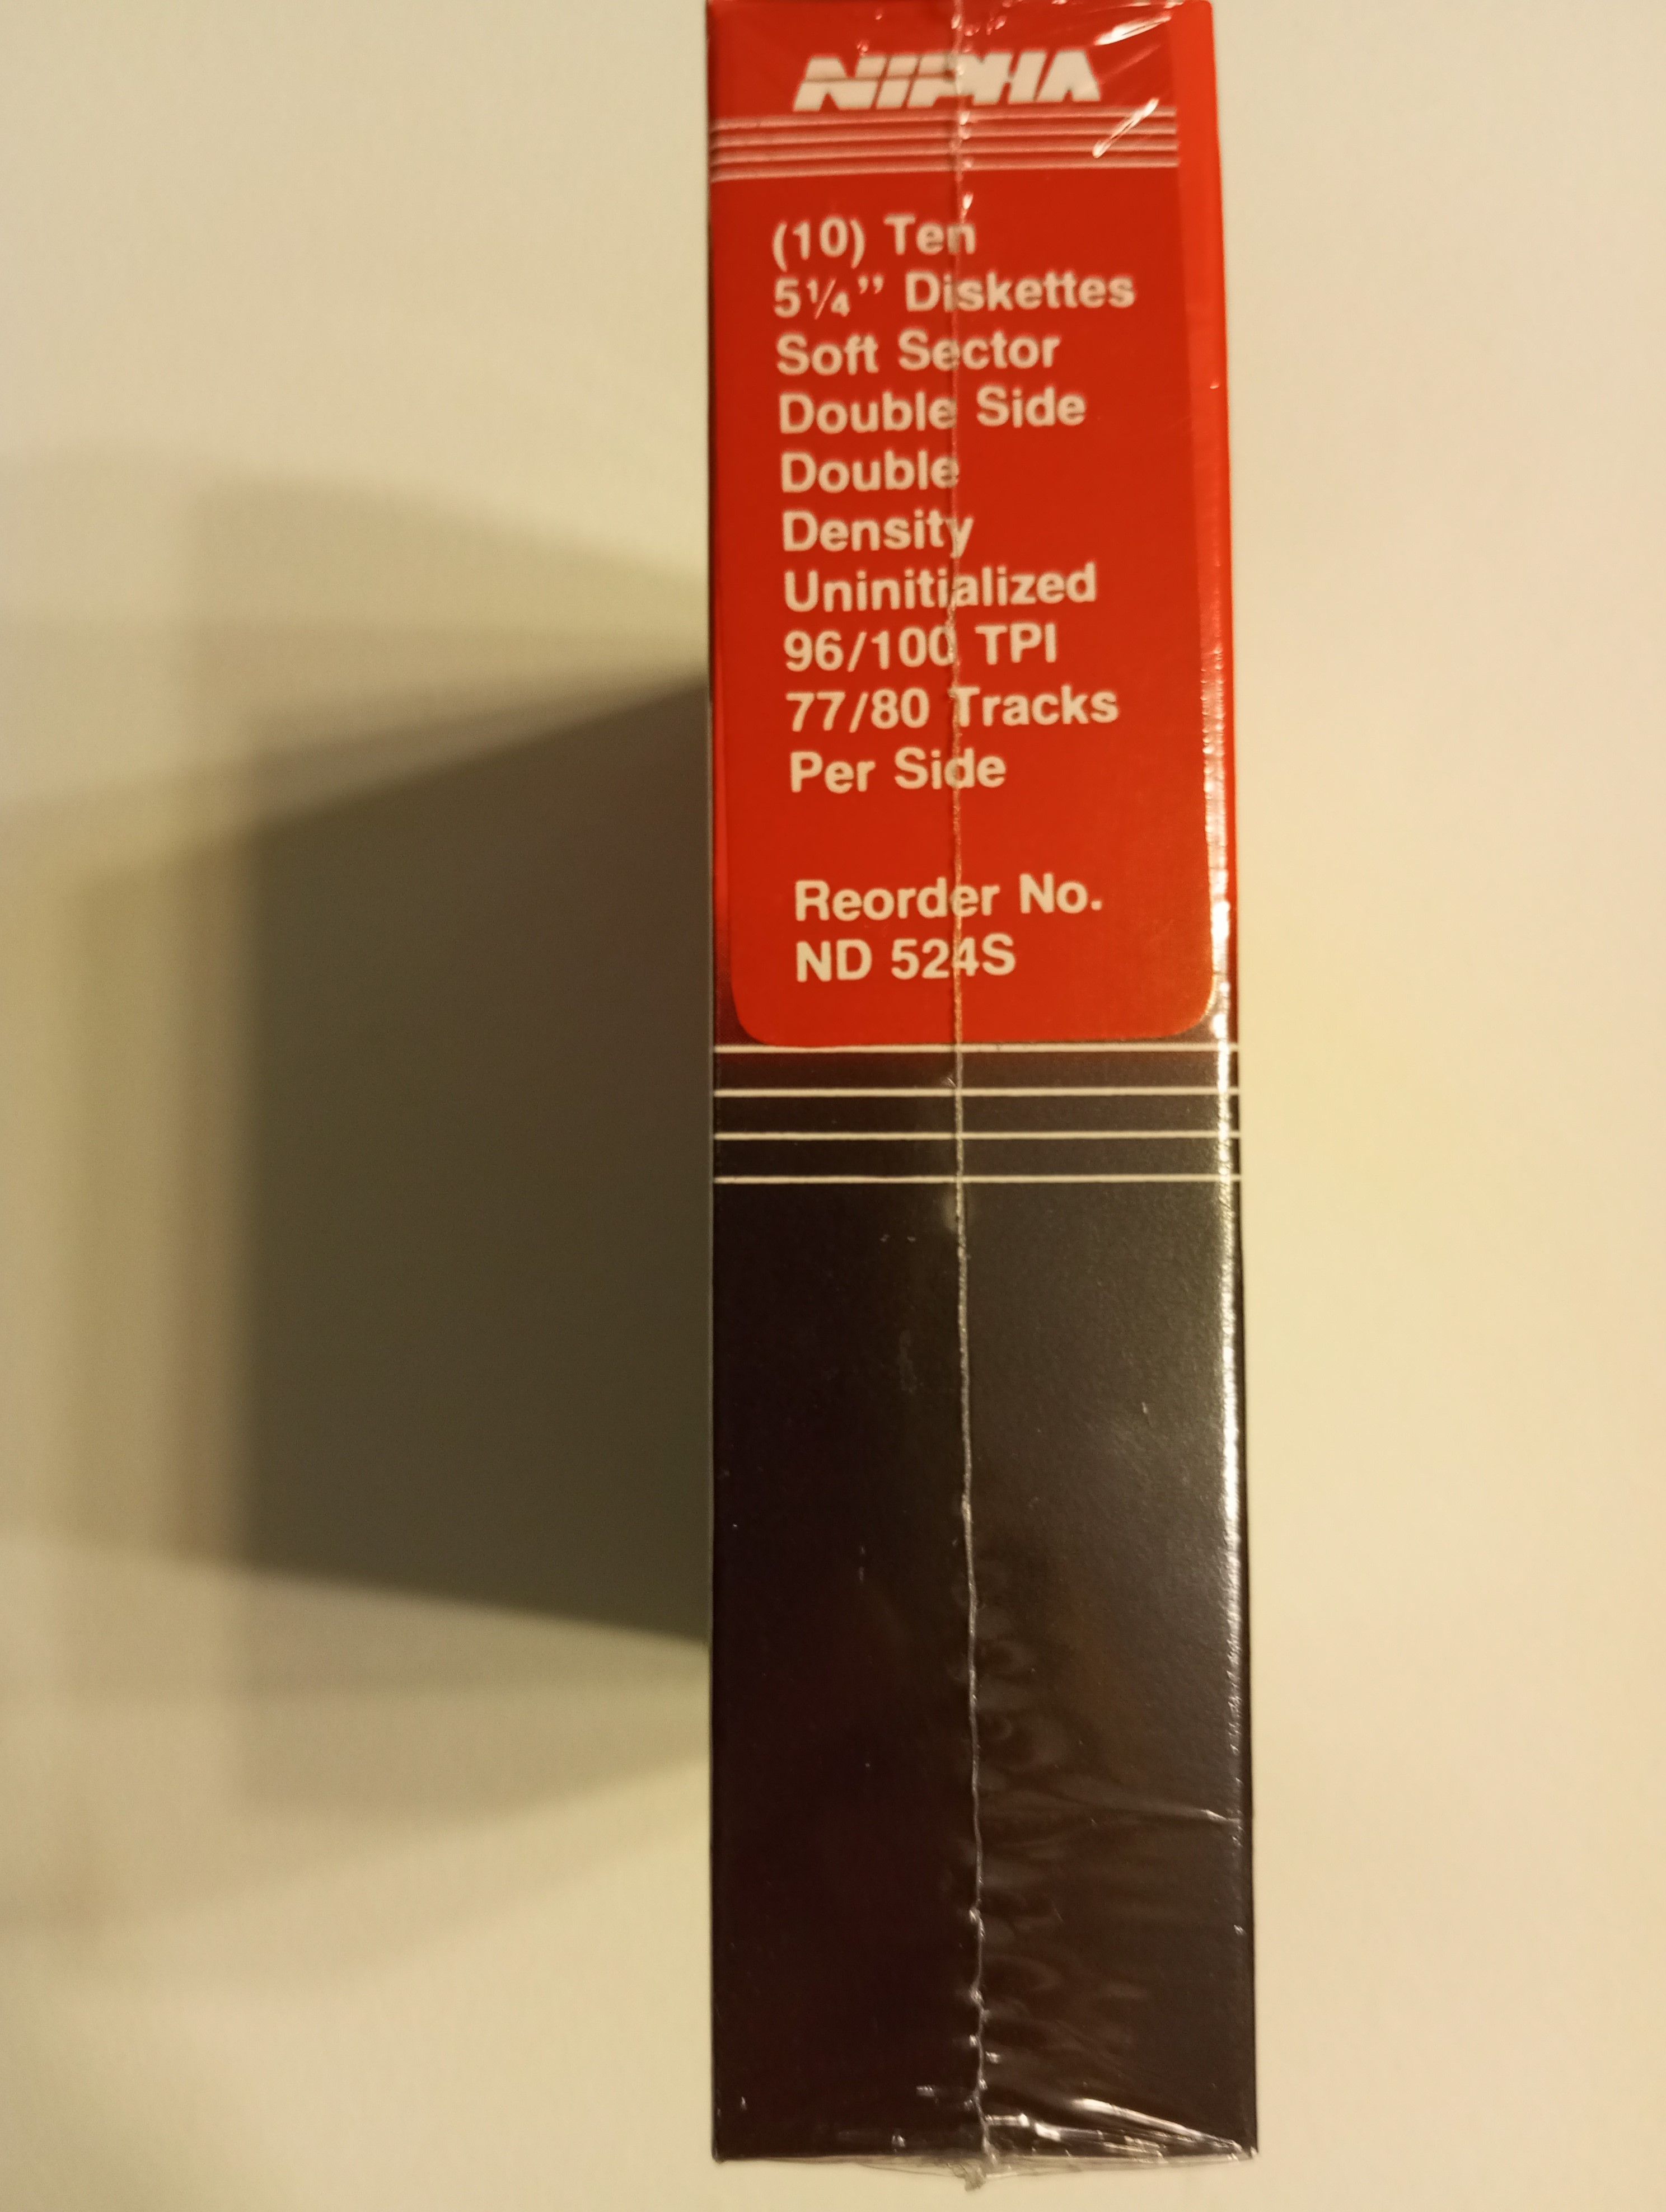 NIPHA
(10) Ten
5¼” Diskettes
Soft Sector
Double Side
Double
Density
Uninitialized
96/100 TPI
77/80 Tracks
Per Side
Reorder No.
ND 524S